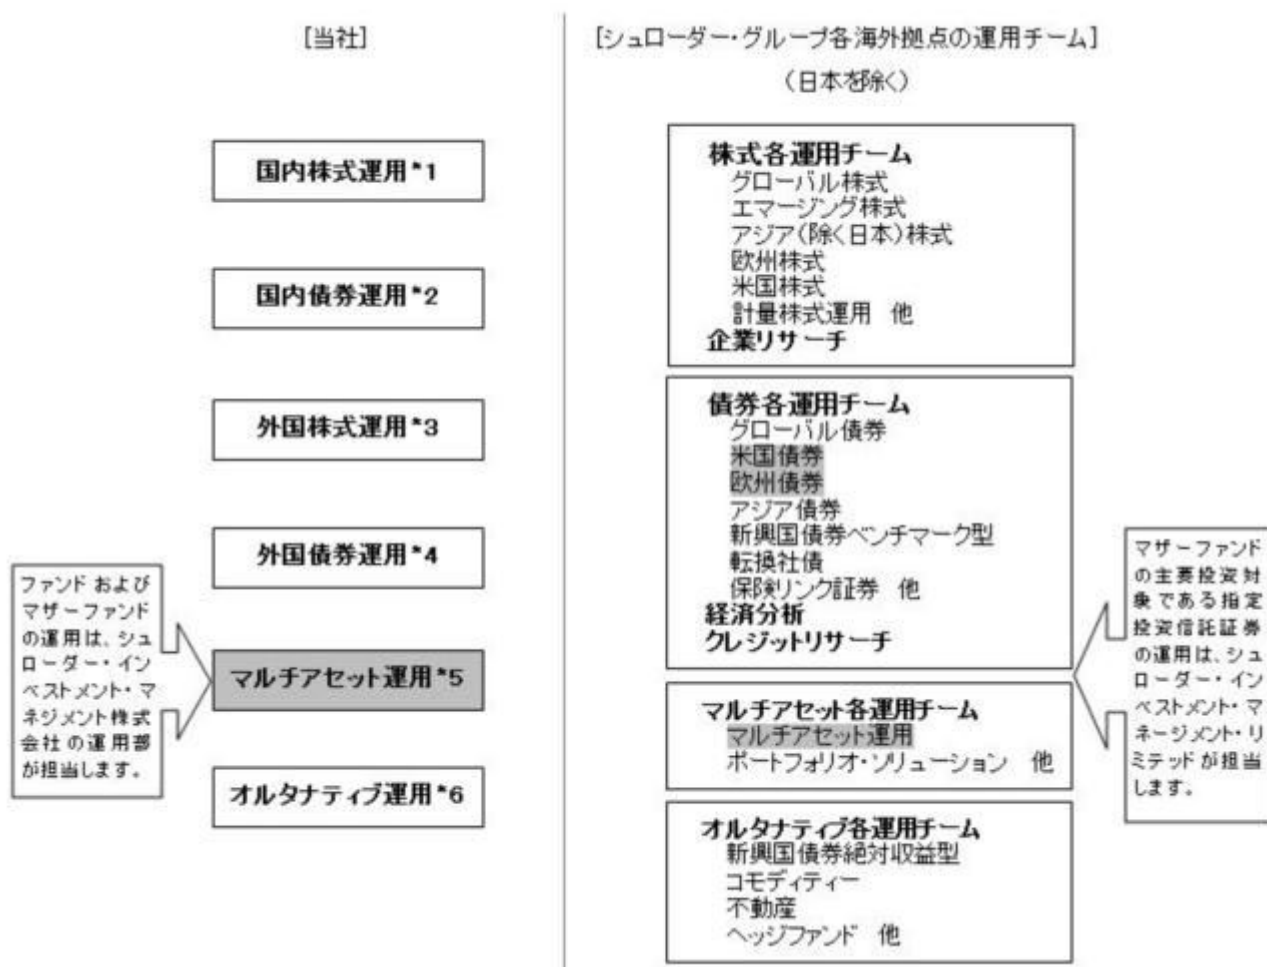 [当社]
国内株式運用*1
国内債券運用*2
外国株式運用*3
外国債券運用*4
マルチアセット運用*5
オルタナティブ運用*6
ファンドおよび
マザーファンド
の運用は、シュ
ローダー・イン
ベストメント・マ
ネジメント株式
会社の運用部
が担当します。
[シュローダー・グループ各海外拠点の運用チーム]
(日本を除く)
株式各運用チーム
グローバル株式
エマージング株式
アジア(除く日本)株式
欧州株式
米国株式
計量株式運用 他
企業リサーチ
債券各運用チーム
グローバル債券
米国債券
欧州債券
アジア債券
新興国債券ベンチマーク型
転換社債
保険リンク証券 他
経済分析
クレジットリサーチ
マルチアセット各運用チーム
マルチアセット運用
ポートフォリオ・ソリューション 他
オルタナティブ各運用チーム
新興国債券絶対収益型
コモディティー
不動産
ヘッジファンド 他
マザーファンド
の主要投資対
象である指定
投資信託証券
の運用は、シュ
ローダー・イン
ベストメント・マ
ネージメント・リ
ミテッドが担当
します。